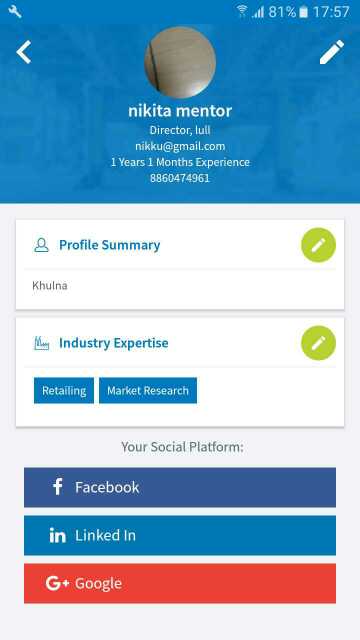 81% 17:57
nikita mentor
Director, lull
nikku@gmail.com
1 Years 1 Months Experience
8860474961
Profile Summary
Khulna
Industry Expertise
Retailing Market Research
Your Social Platform:
f Facebook
in Linked In
G+ Google